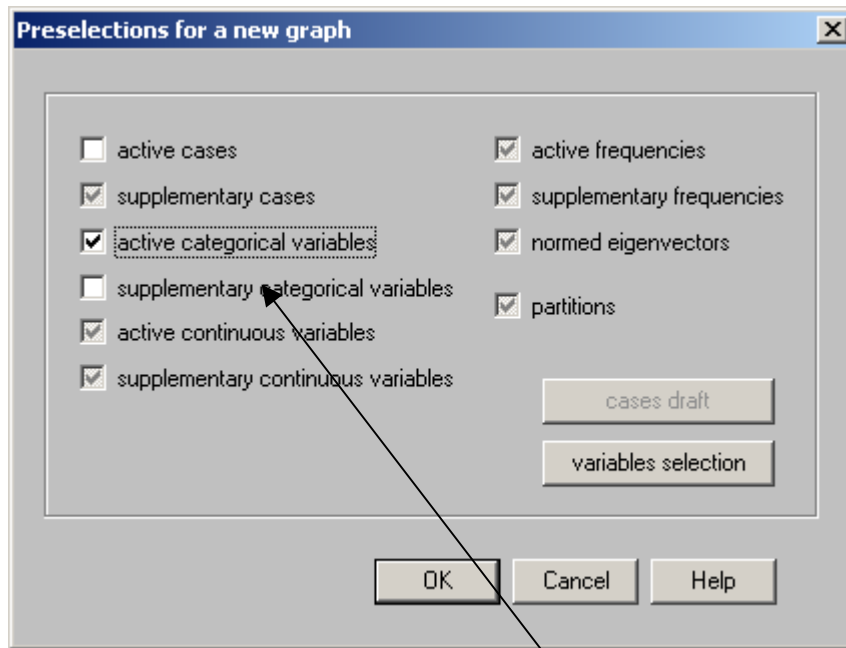 Preselections for a new graph
active cases
supplementary cases
active categorical variables
supplementary categorical variables
active continuous variables
supplementary continuous variables
active frequencies
supplementary frequencies
normed eigenvectors
partitions
cases draft
variables selection
OK Cancel Help